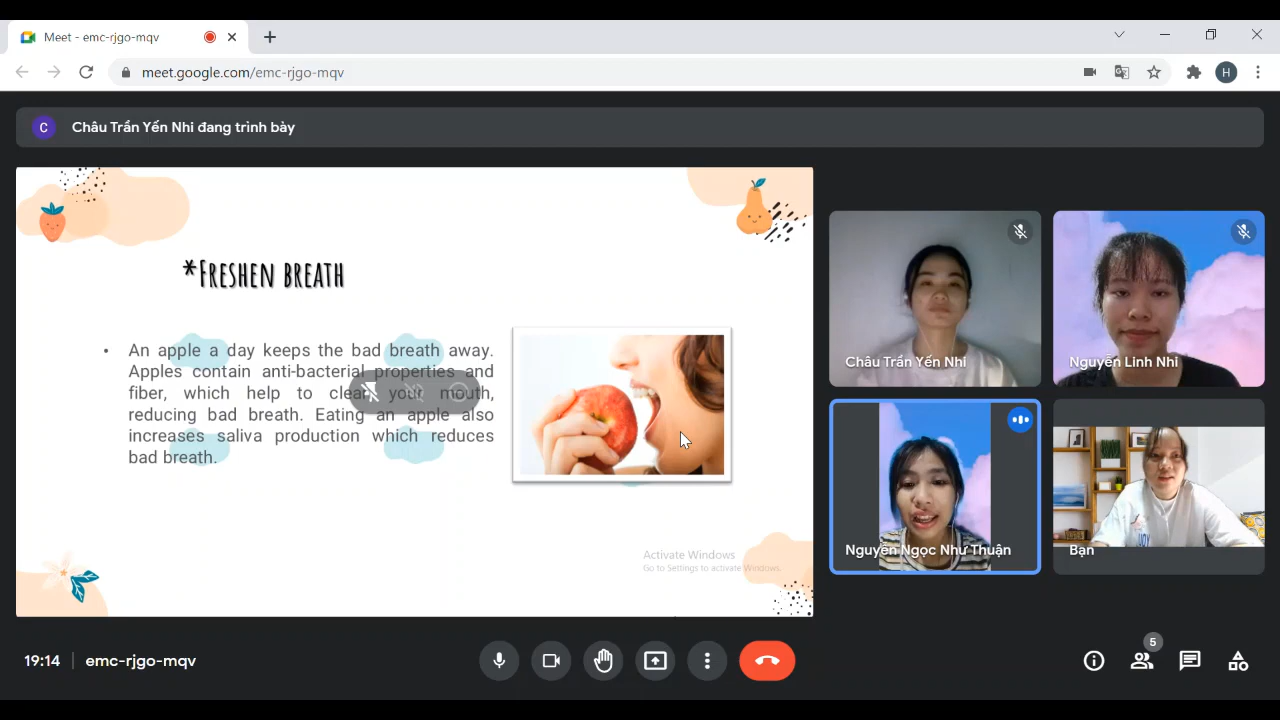 Meet - emc-rjgo-mqv
meet.google.com/emc-rjgo-mqv
H
C
Châu Trần Yến Nhi đang trình bày
*FRESHEN BREATH
• An apple a day keeps the bad breath away.
Apples contain anti-bacterial properties and
fiber, which help to clean your mouth,
reducing bad breath. Eating an apple also
increases saliva production which reduces
bad breath.
Activate Windows
Go to Settings to activate Windows.
Châu Trần Yến Nhi
Nguyễn Linh Nhi
Nguyễn Ngọc Như Thuận
Bạn
19:14 | emc-rjgo-mqv
5